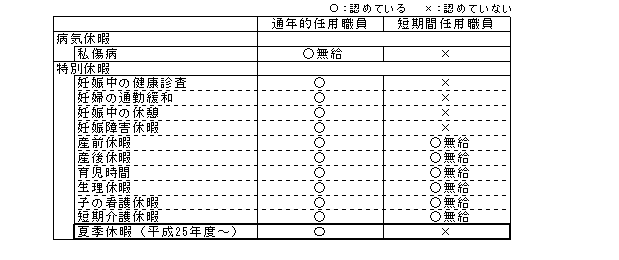 ○：認めている　×：認めていない
通年的任用職員　短期間任用職員
病気休暇
私傷病　○無給　×
特別休暇
妊娠中の健康診査　○　×
妊婦の通勤緩和　○　×
妊娠中の休憩　○　×
妊娠障害休暇　○　×
産前休暇　○　○無給
産後休暇　○　○無給
育児時間　○　○無給
生理休暇　○　○無給
子の看護休暇　○　○無給
短期介護休暇　○　○無給
夏季休暇（平成25年度～）　○　×